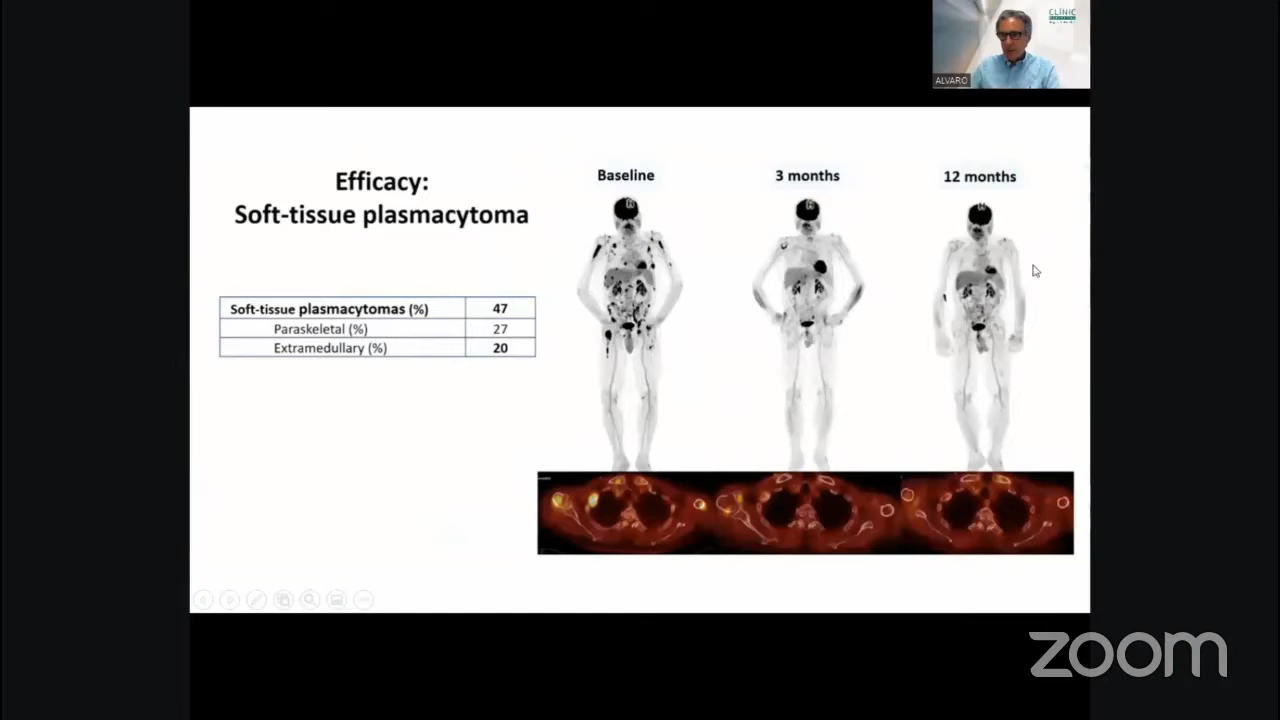 CLÍNIC
ALVARO
Efficacy:
Soft-tissue plasmacytoma
Baseline
3 months
12 months
Soft-tissue plasmacytomas (%) 47
Paraskeletal (%) 27
Extramedullary (%) 20
zoom